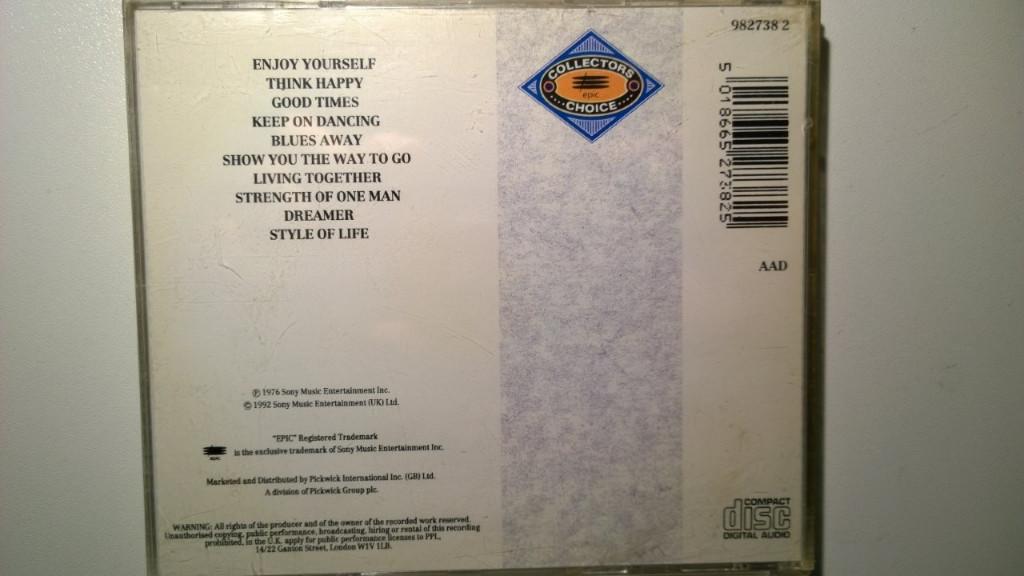 982738 2
ENJOY YOURSELF
THINK HAPPY
GOOD TIMES
KEEP ON DANCING
BLUES AWAY
SHOW YOU THE WAY TO GO
LIVING TOGETHER
STRENGTH OF ONE MAN
DREAMER
STYLE OF LIFE
COLLECTORS
epic
CHOICE
5 018665 273825
AAD
℗ 1976 Sony Music Entertainment Inc.
© 1992 Sony Music Entertainment (UK) Ltd.
"EPIC" Registered Trademark
is the exclusive trademark of Sony Music Entertainment Inc.
epic
Marketed and Distributed by Pickwick International Inc. (GB) Ltd.
A division of Pickwick Group plc.
WARNING: All rights of the producer and of the owner of the recorded work reserved.
Unauthorised copying, public performance, broadcasting, hiring or rental of this recording
prohibited, in the U.K. apply for public performance licenses to PPL,
14/22 Ganton Street, London W1V 1LB.
COMPACT
disc
DIGITAL AUDIO